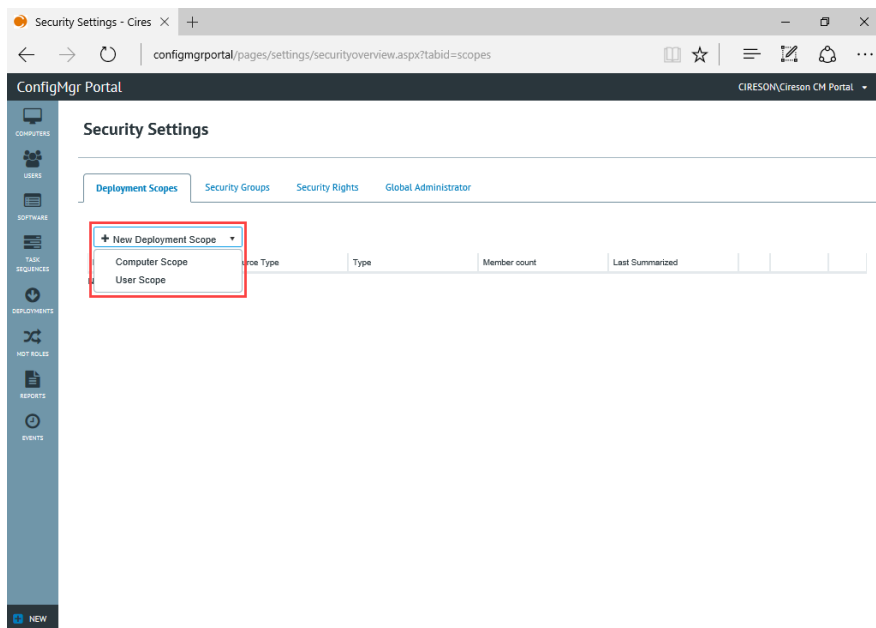 Security Settings - Cires
configmgrportal/pages/settings/securityoverview.aspx?tabid=scopes
ConfigMgr Portal
CIRESON\Cireson CM Portal
COMPUTERS
USERS
SOFTWARE
TASK
SEQUENCES
DEPLOYMENTS
MDT ROLES
REPORTS
EVENTS
NEW
Security Settings
Deployment Scopes Security Groups Security Rights Global Administrator
New Deployment Scope
Computer Scope
User Scope
Type Type Member count Last Summarized